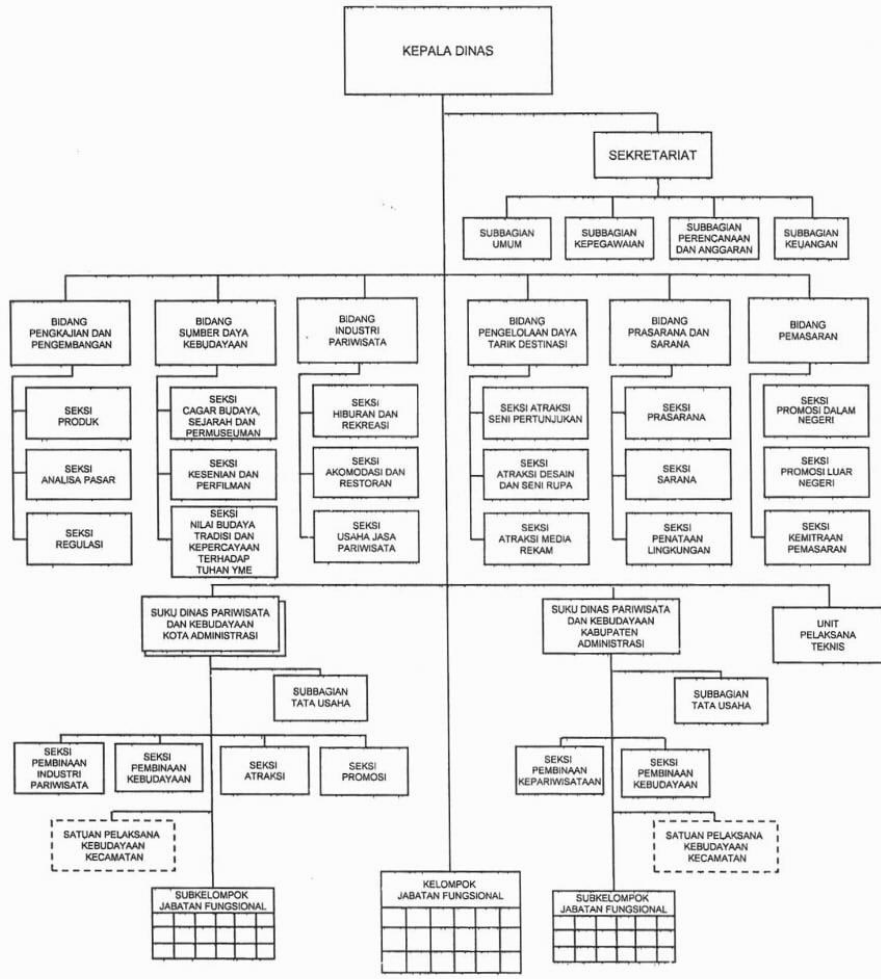 KEPALA DINAS
SEKRETARIAT
SUBBAGIAN
UMUM
SUBBAGIAN
KEPEGAWAIAN
SUBBAGIAN
PERENCANAAN
DAN ANGGARAN
SUBBAGIAN
KEUANGAN
BIDANG
PENGKAJIAN DAN
PENGEMBANGAN
BIDANG
SUMBER DAYA
KEBUDAYAAN
BIDANG
INDUSTRI
PARIWISATA
BIDANG
PENGELOLAAN DAYA
TARIK DESTINASI
BIDANG
PRASARANA DAN
SARANA
BIDANG
PEMASARAN
SEKSI
PRODUK
SEKSI
CAGAR BUDAYA,
SEJARAH DAN
PERMUSEUMAN
SEKSI
HIBURAN DAN
REKREASI
SEKSI ATRAKSI
SENI PERTUNJUKAN
SEKSI
PRASARANA
SEKSI
PROMOSI DALAM
NEGERI
SEKSI
ANALISA PASAR
SEKSI
KESENIAN DAN
PERFILMAN
SEKSI
AKOMODASI DAN
RESTORAN
SEKSI
ATRAKSI DESAIN
DAN SENI RUPA
SEKSI
SARANA
SEKSI
PROMOSI LUAR
NEGERI
SEKSI
REGULASI
SEKSI
NILAI BUDAYA
TRADISI DAN
KEPERCAYAAN
TERHADAP
TUHAN YME
SEKSI
USAHA JASA
PARIWISATA
SEKSI
ATRAKSI MEDIA
REKAM
SEKSI
PENATAAN
LINGKUNGAN
SEKSI
KEMITRAAN
PEMASARAN
SUKU DINAS PARIWISATA
DAN KEBUDAYAAN
KOTA ADMINISTRASI
SUKU DINAS PARIWISATA
DAN KEBUDAYAAN
KABUPATEN
ADMINISTRASI
UNIT
PELAKSANA
TEKNIS
SUBBAGIAN
TATA USAHA
SUBBAGIAN
TATA USAHA
SEKSI
PEMBINAAN
INDUSTRI
PARIWISATA
SEKSI
PEMBINAAN
KEBUDAYAAN
SEKSI
ATRAKSI
SEKSI
PROMOSI
SEKSI
PEMBINAAN
KEPARIWISATAAN
SEKSI
PEMBINAAN
KEBUDAYAAN
SATUAN PELAKSANA
KEBUDAYAAN
KECAMATAN
SATUAN PELAKSANA
KEBUDAYAAN
KECAMATAN
SUBKELOMPOK
JABATAN FUNGSIONAL
KELOMPOK
JABATAN FUNGSIONAL
SUBKELOMPOK
JABATAN FUNGSIONAL